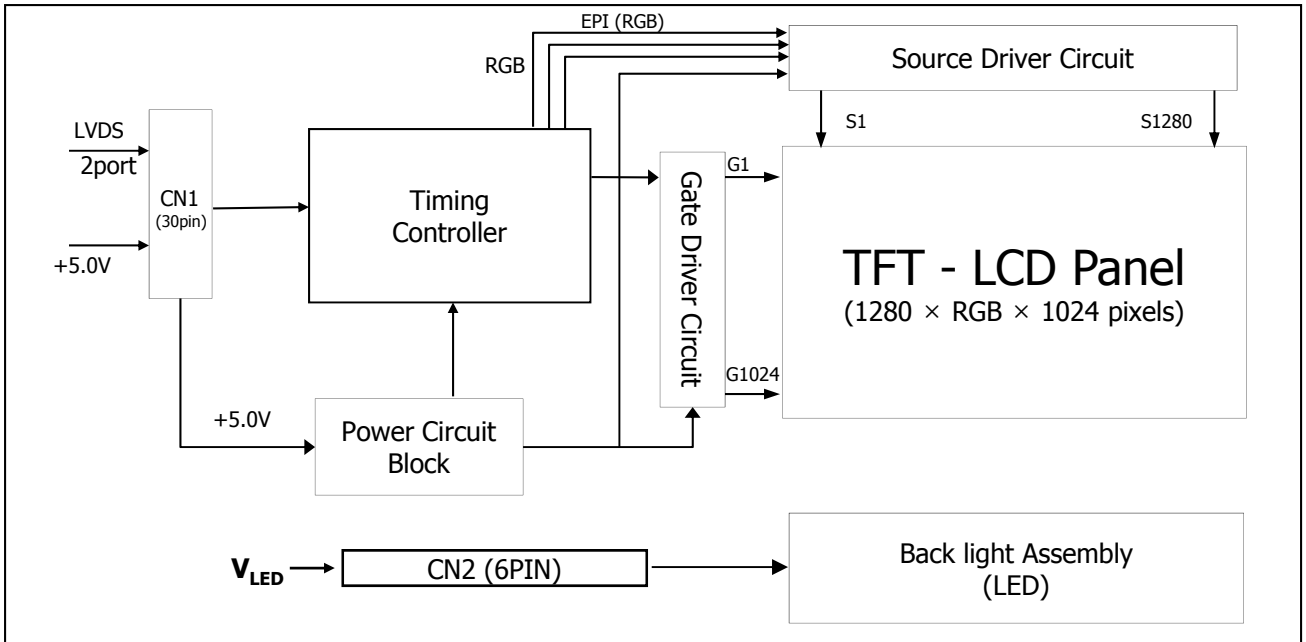 EPI (RGB)
RGB
Source Driver Circuit
S1
S1280
LVDS
2port
CN1
(30pin)
+5.0V
Timing
Controller
Gate Driver Circuit
G1
G1024
TFT - LCD Panel
(1280 × RGB × 1024 pixels)
+5.0V
Power Circuit
Block
VLED
CN2 (6PIN)
Back light Assembly
(LED)